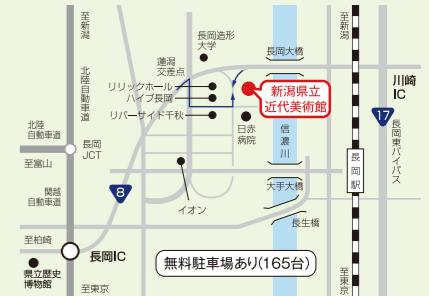 至新潟
北陸自動車道
長岡造形
大学
蓮潟
交差点
リリックホール
ハイブ長岡
リバーサイド千秋
長岡大橋
新潟県立
近代美術館
日赤
病院
信濃川
至新潟
川崎
IC
17
長岡東バイパス
北陸
自動車道
長岡
JCT
至富山
関越
自動車道
8
イオン
大手大橋
長岡駅
長生橋
至柏崎
長岡IC
県立歴史
博物館
至東京
無料駐車場あり(165台)
至東京